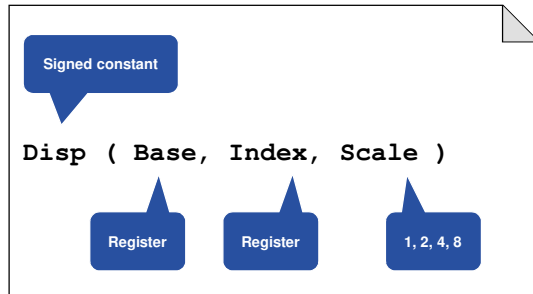 Signed constant
Disp ( Base, Index, Scale )
Register
Register
1, 2, 4, 8